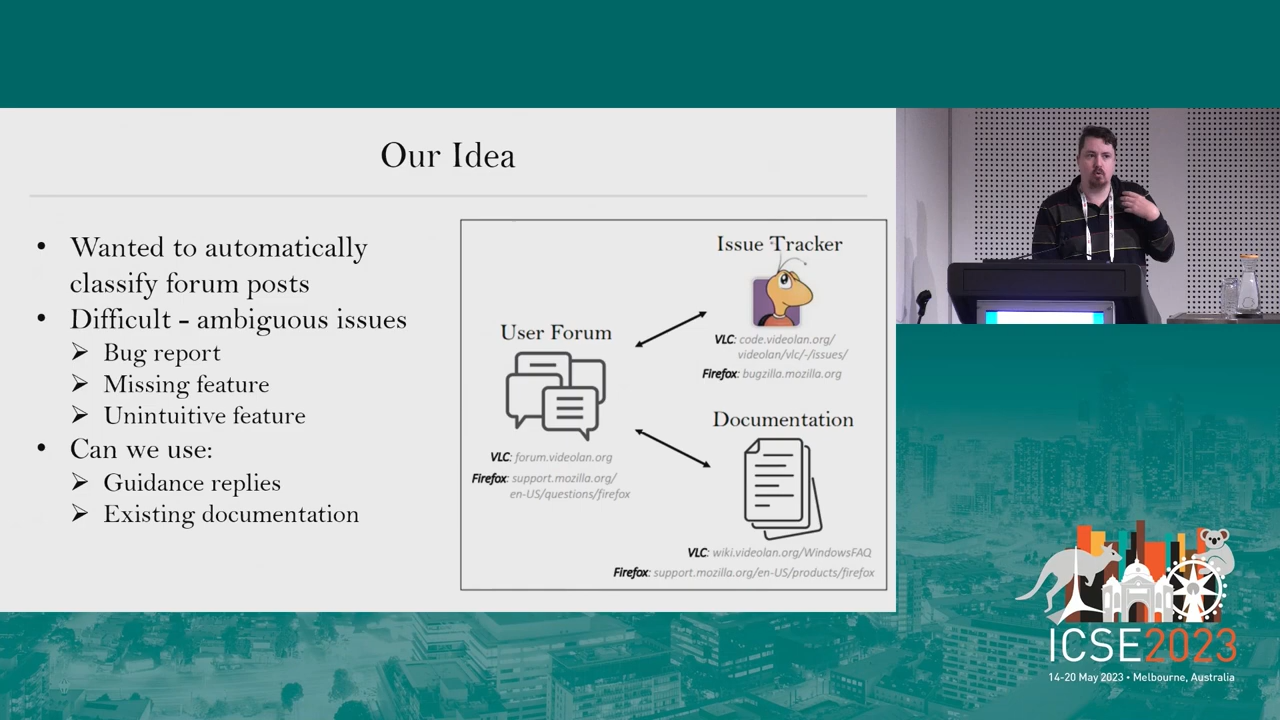 Our Idea
• Wanted to automatically
classify forum posts
• Difficult - ambiguous issues
➢ Bug report
➢ Missing feature
➢ Unintuitive feature
• Can we use:
➢ Guidance replies
➢ Existing documentation
Issue Tracker
VLC: code.videolan.org/
videolan/vlc/-/issues/
Firefox: bugzilla.mozilla.org
User Forum
VLC: forum.videolan.org
Firefox: support.mozilla.org/
en-US/questions/firefox
Documentation
VLC: wiki.videolan.org/WindowsFAQ
Firefox: support.mozilla.org/en-US/products/firefox
ICSE2023
14-20 May 2023 • Melbourne, Australia